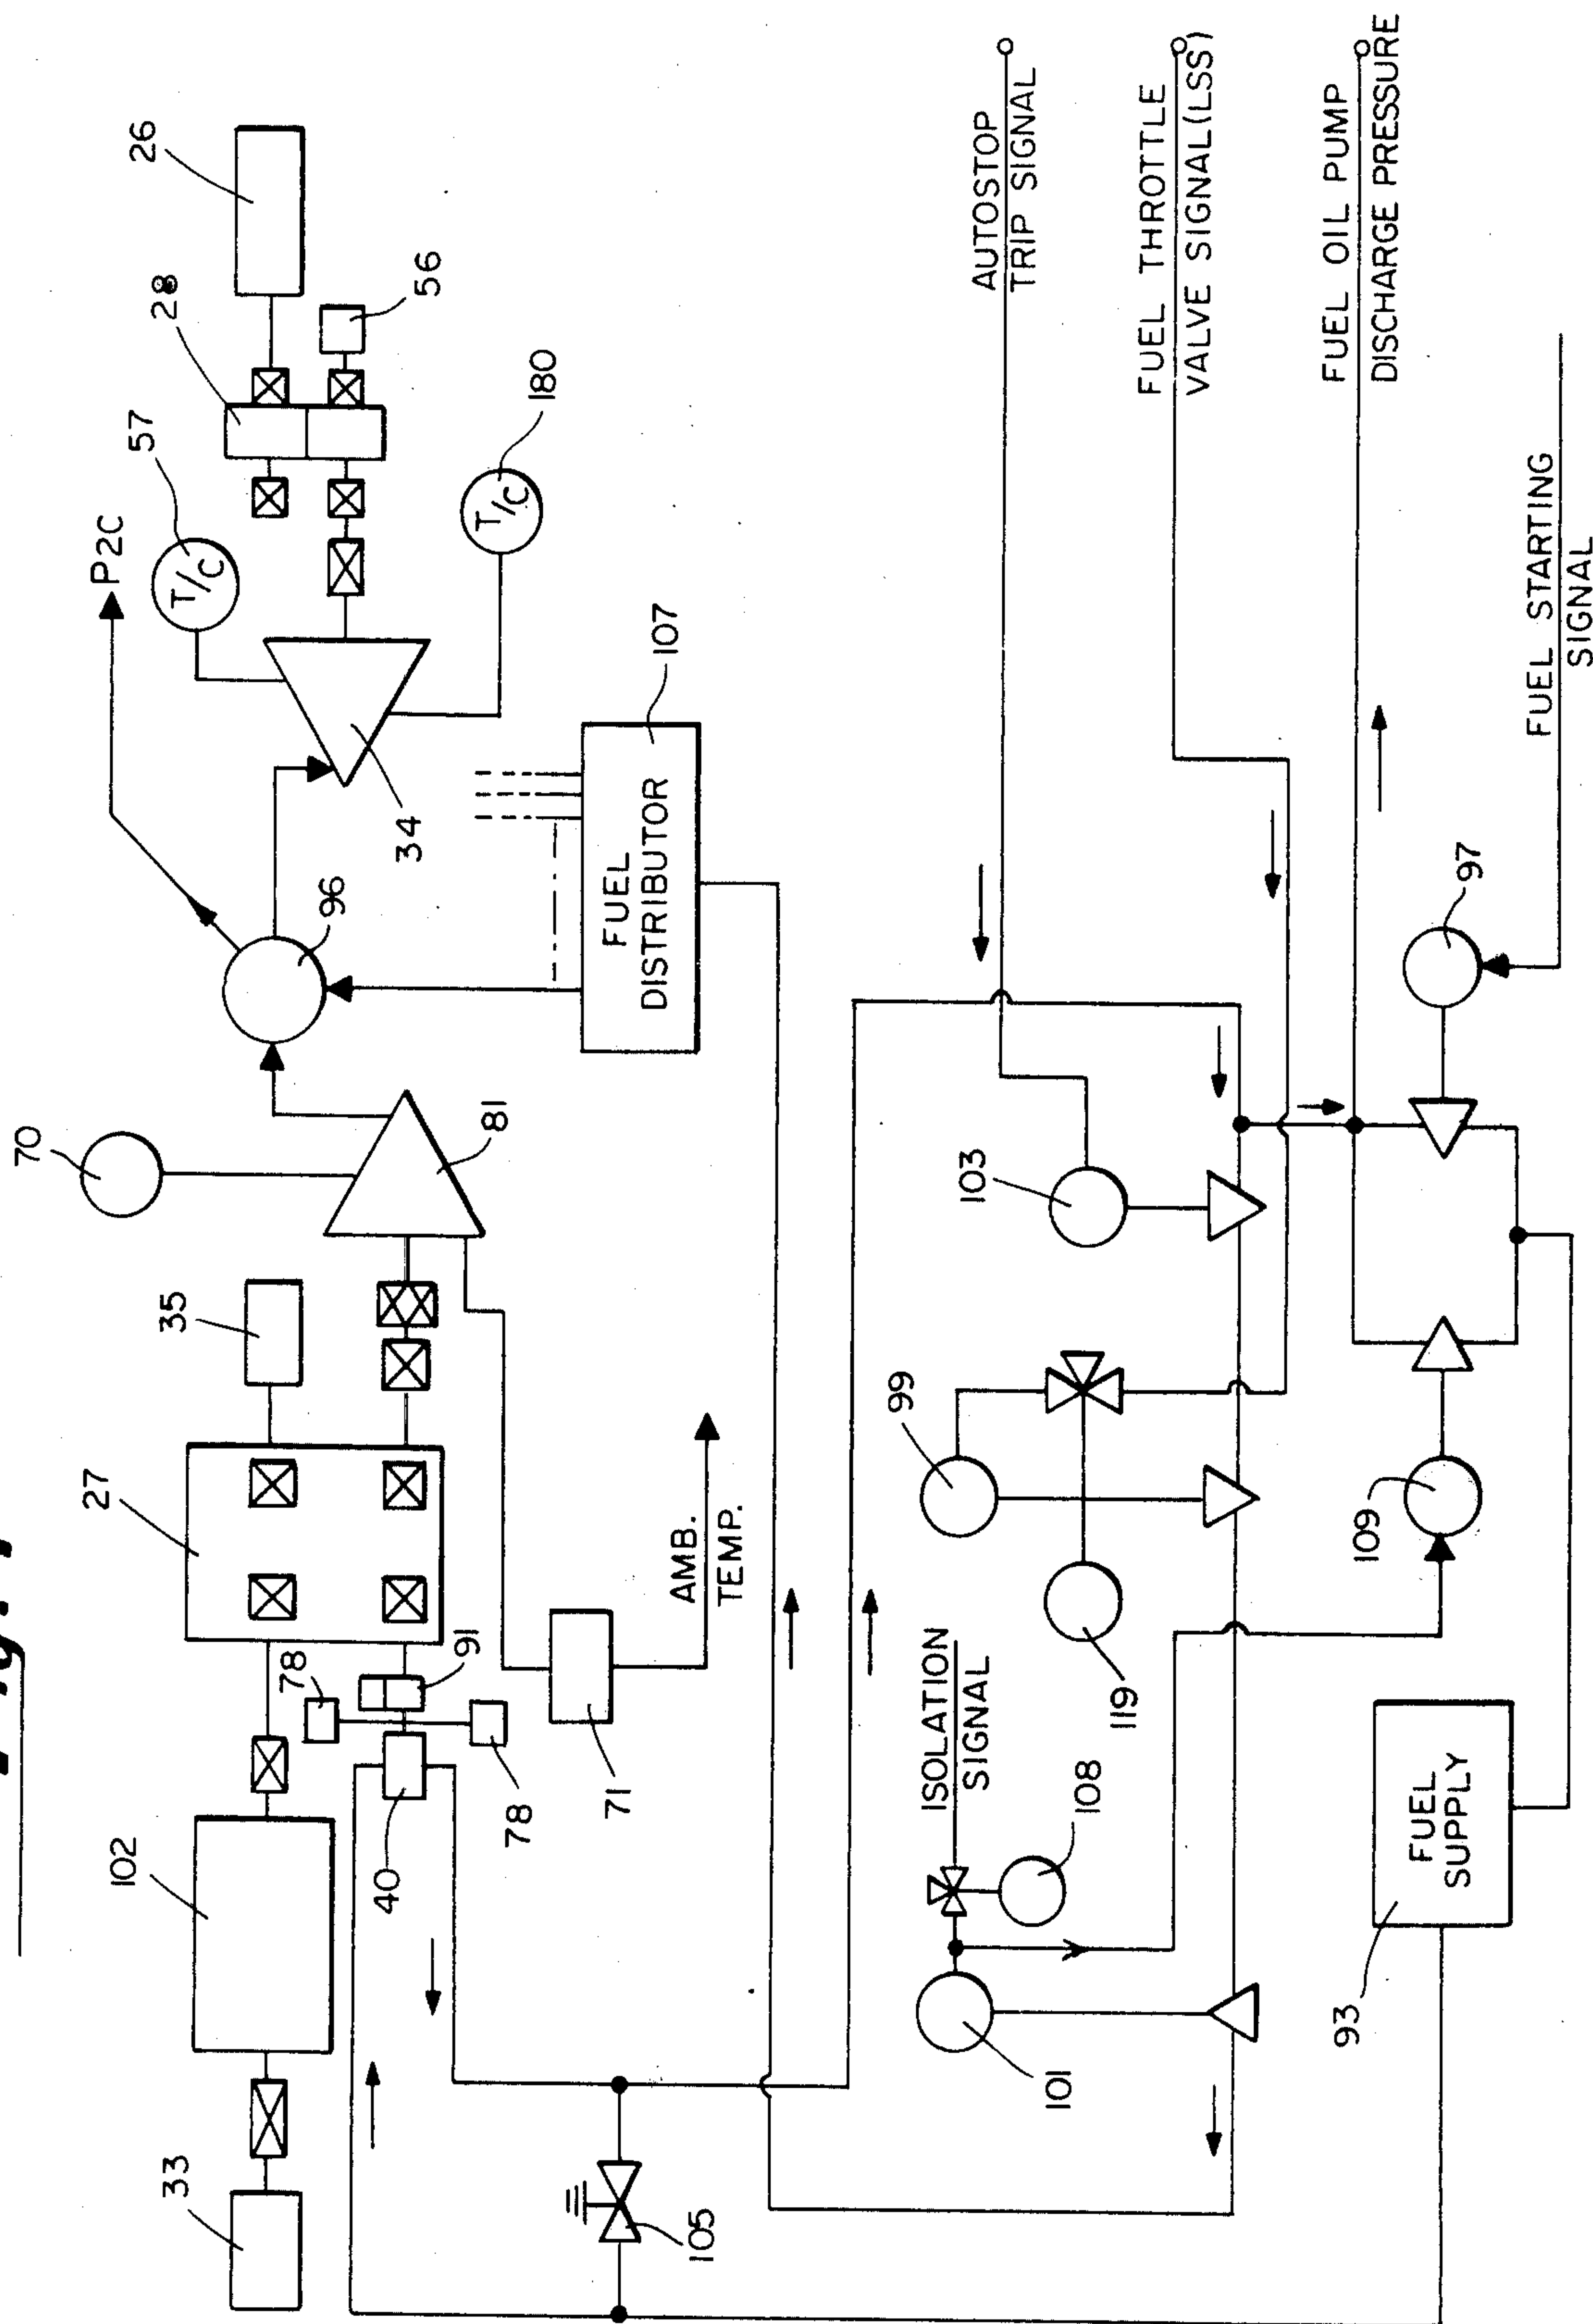 26
28
56
57
T/C
180
T/C
P2C
34
107
FUEL
DISTRIBUTOR
96
70
81
35
27
91
78
78
40
71
AMB.
TEMP.
102
33
105
AUTOSTOP
TRIP SIGNAL
FUEL THROTTLE
VALVE SIGNAL(LSS)
FUEL OIL PUMP
DISCHARGE PRESSURE
FUEL STARTING
SIGNAL
97
103
99
119
109
ISOLATION
SIGNAL
108
101
93
FUEL
SUPPLY